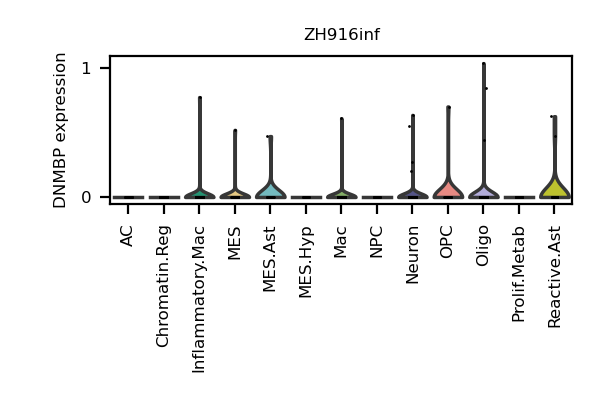 ZH916inf
DNMBP expression
1
0
AC
Chromatin.Reg
Inflammatory.Mac
MES
MES.Ast
MES.Hyp
Mac
NPC
Neuron
OPC
Oligo
Prolif.Metab
Reactive.Ast